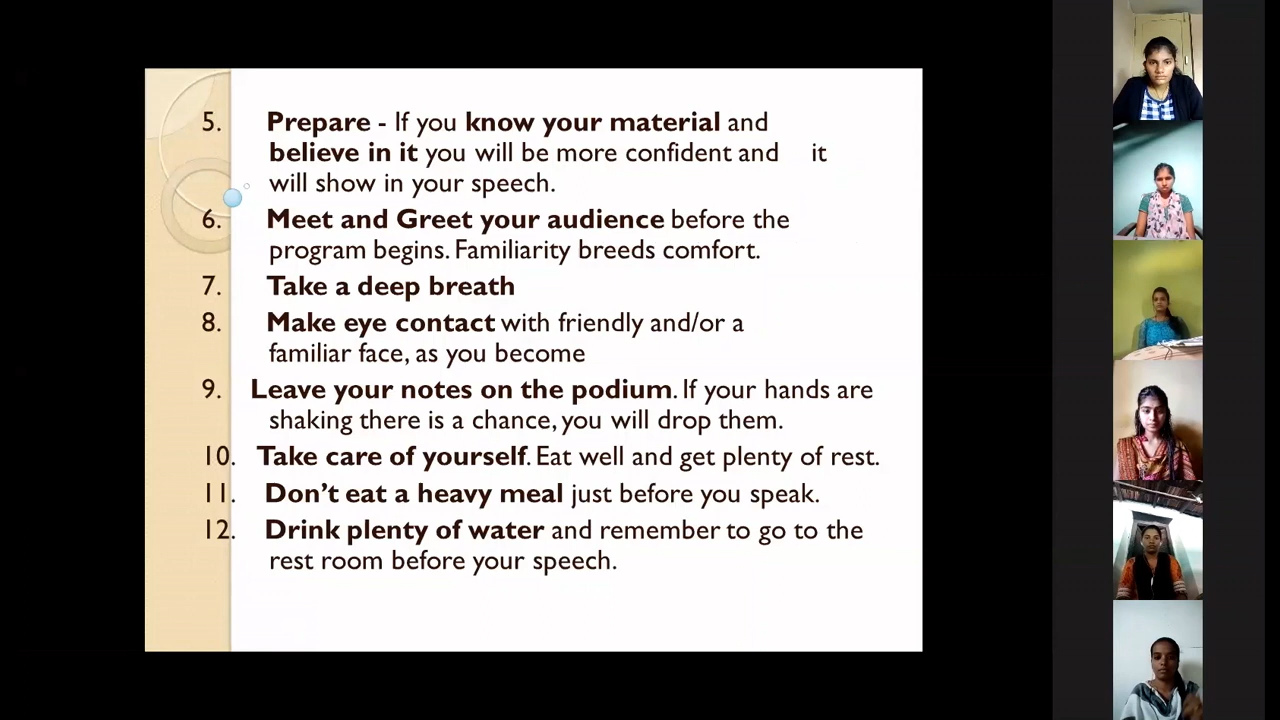 5. Prepare - If you know your material and
believe in it you will be more confident and it
will show in your speech.
6. Meet and Greet your audience before the
program begins. Familiarity breeds comfort.
7. Take a deep breath
8. Make eye contact with friendly and/or a
familiar face, as you become
9. Leave your notes on the podium. If your hands are
shaking there is a chance, you will drop them.
10. Take care of yourself. Eat well and get plenty of rest.
11. Don't eat a heavy meal just before you speak.
12. Drink plenty of water and remember to go to the
rest room before your speech.